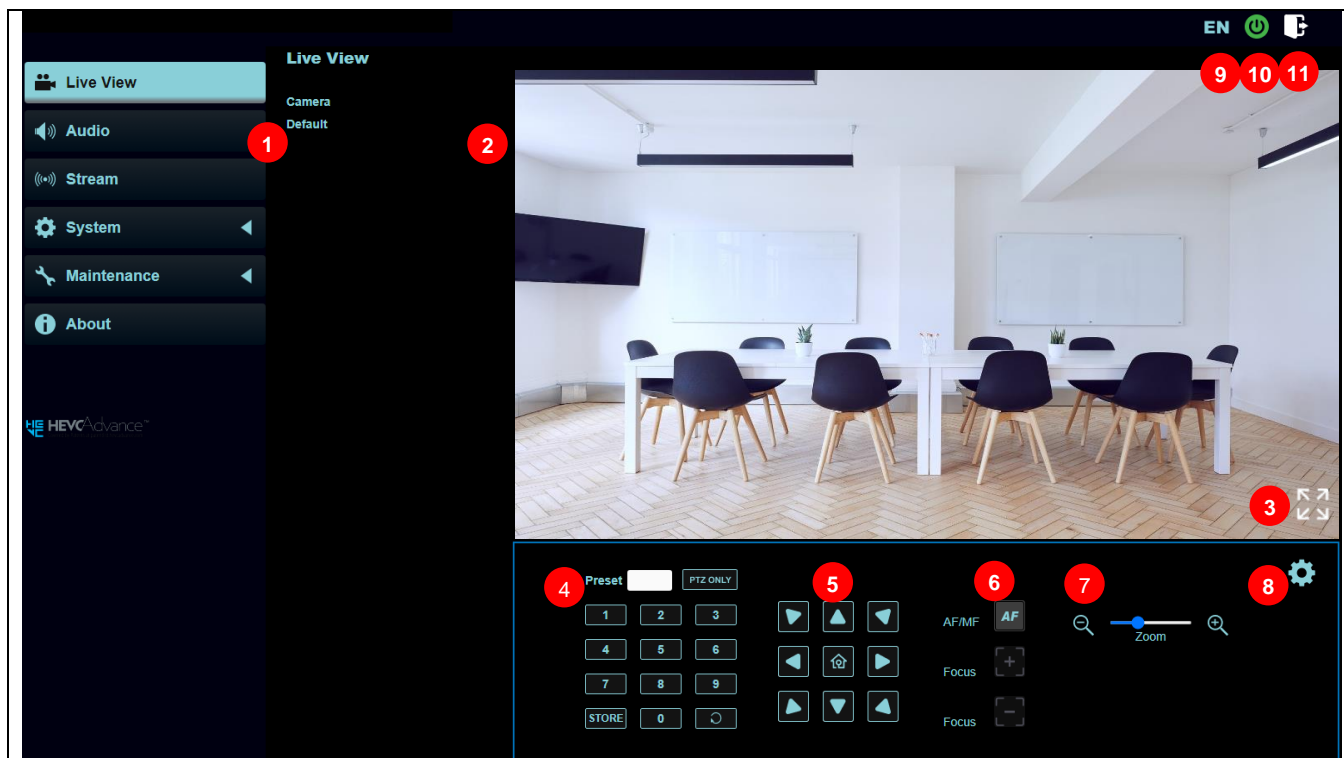 EN
9 10 11
Live View
Live View
Camera
Default
Audio
1
2
Stream
System
Maintenance
About
HEVCAdvance™
3
4
Preset
PTZ ONLY
5
6
7
8
1 2 3
4 5 6
7 8 9
STORE 0
AF/MF
AF
Focus
+
Focus
−
Zoom